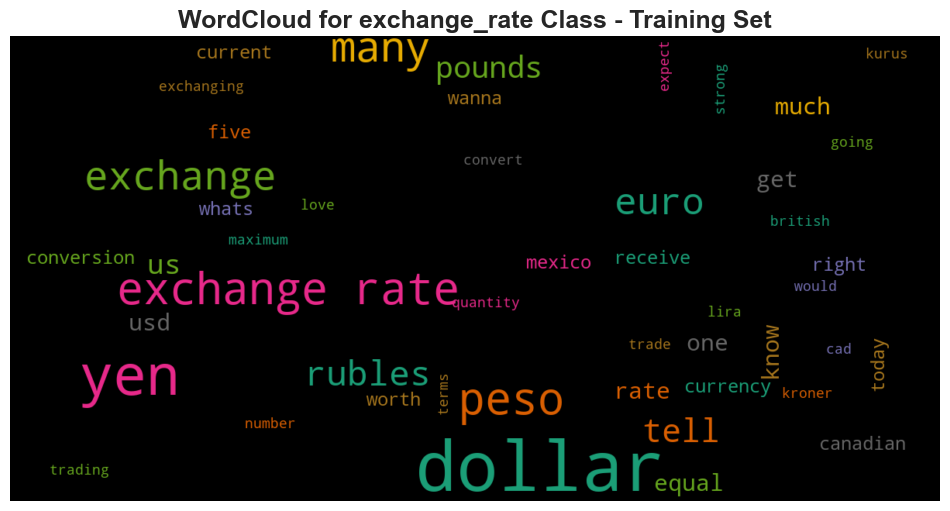 WordCloud for exchange_rate Class - Training Set
many
current
pounds
expect
kurus
exchanging
wanna
strong
much
five
going
convert
exchange
get
whats
love
euro
british
maximum
conversion
us
mexico
receive
right
exchange rate
quantity
would
usd
lira
trade
one
know
cad
today
yen
rubles
worth
terms
peso
rate
currency
kroner
number
tell
canadian
trading
dollar
equal